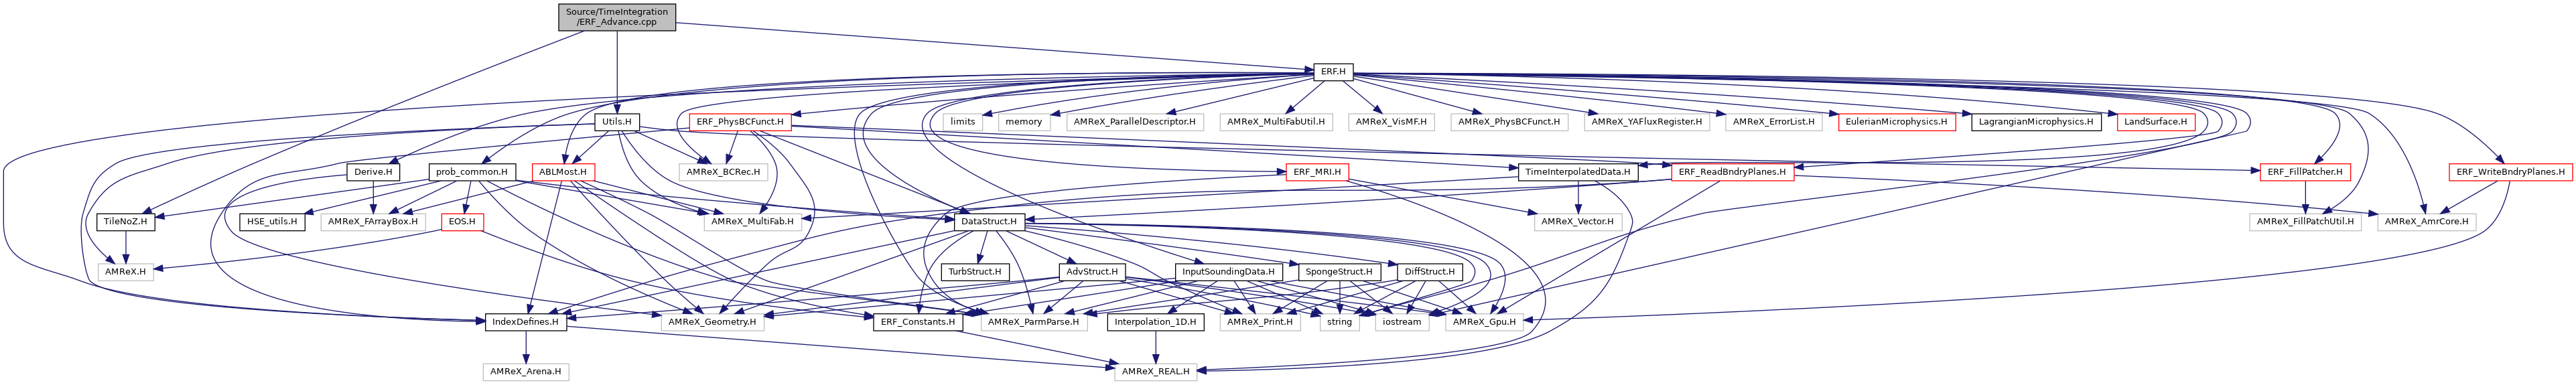 Source/TimeIntegration
/ERF_Advance.cpp
ERF.H
Utils.H
ERF_PhysBCFunct.H
limits
memory
AMReX_ParallelDescriptor.H
AMReX_MultiFabUtil.H
AMReX_VisMF.H
AMReX_PhysBCFunct.H
AMReX_YAFluxRegister.H
AMReX_ErrorList.H
EulerianMicrophysics.H
LagrangianMicrophysics.H
LandSurface.H
Derive.H
prob_common.H
ABLMost.H
AMReX_BCRec.H
ERF_MRI.H
TimeInterpolatedData.H
ERF_ReadBndryPlanes.H
ERF_FillPatcher.H
ERF_WriteBndryPlanes.H
TileNoZ.H
HSE_utils.H
AMReX_FArrayBox.H
EOS.H
AMReX_MultiFab.H
DataStruct.H
AMReX_Vector.H
AMReX_FillPatchUtil.H
AMReX_AmrCore.H
AMReX.H
TurbStruct.H
AdvStruct.H
InputSoundingData.H
SpongeStruct.H
DiffStruct.H
IndexDefines.H
AMReX_Geometry.H
ERF_Constants.H
AMReX_ParmParse.H
Interpolation_1D.H
AMReX_Print.H
string
iostream
AMReX_Gpu.H
AMReX_Arena.H
AMReX_REAL.H